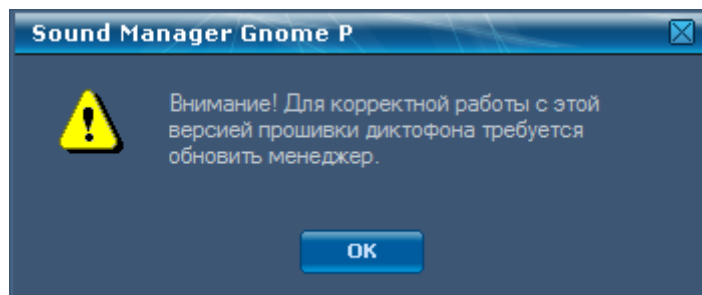 Sound Manager Gnome P
Внимание! Для корректной работы с этой
версией прошивки диктофона требуется
обновить менеджер.
OK